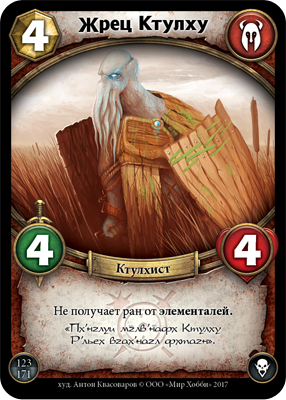 4 Жрец Ктулху
4 4
Ктулхист
Не получает ран от элементалей.
«Пх'нглуи мглв'нафх Ктулху
Р'льех вгах'нагл фхтагн».
123
171
худ. Антон Квасоваров © ООО «Мир Хобби» 2017